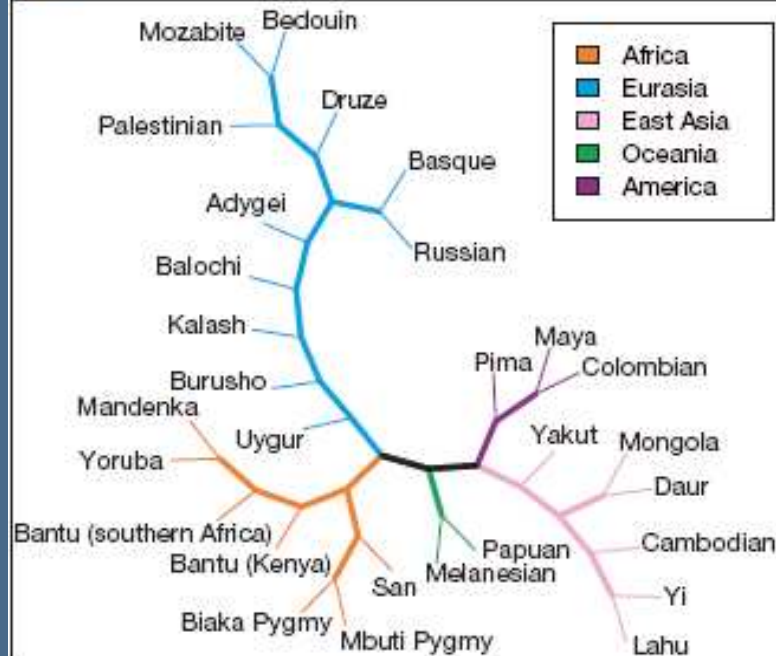 Bedouin
Mozabite
Africa
Eurasia
East Asia
Oceania
America
Druze
Palestinian
Basque
Adygei
Russian
Balochi
Kalash
Maya
Pima
Colombian
Burusho
Mandenka
Uygur
Yakut
Mongola
Yoruba
Daur
Bantu (southern Africa)
Cambodian
Papuan
Bantu (Kenya)
Melanesian
San
Yi
Biaka Pygmy
Mbuti Pygmy
Lahu